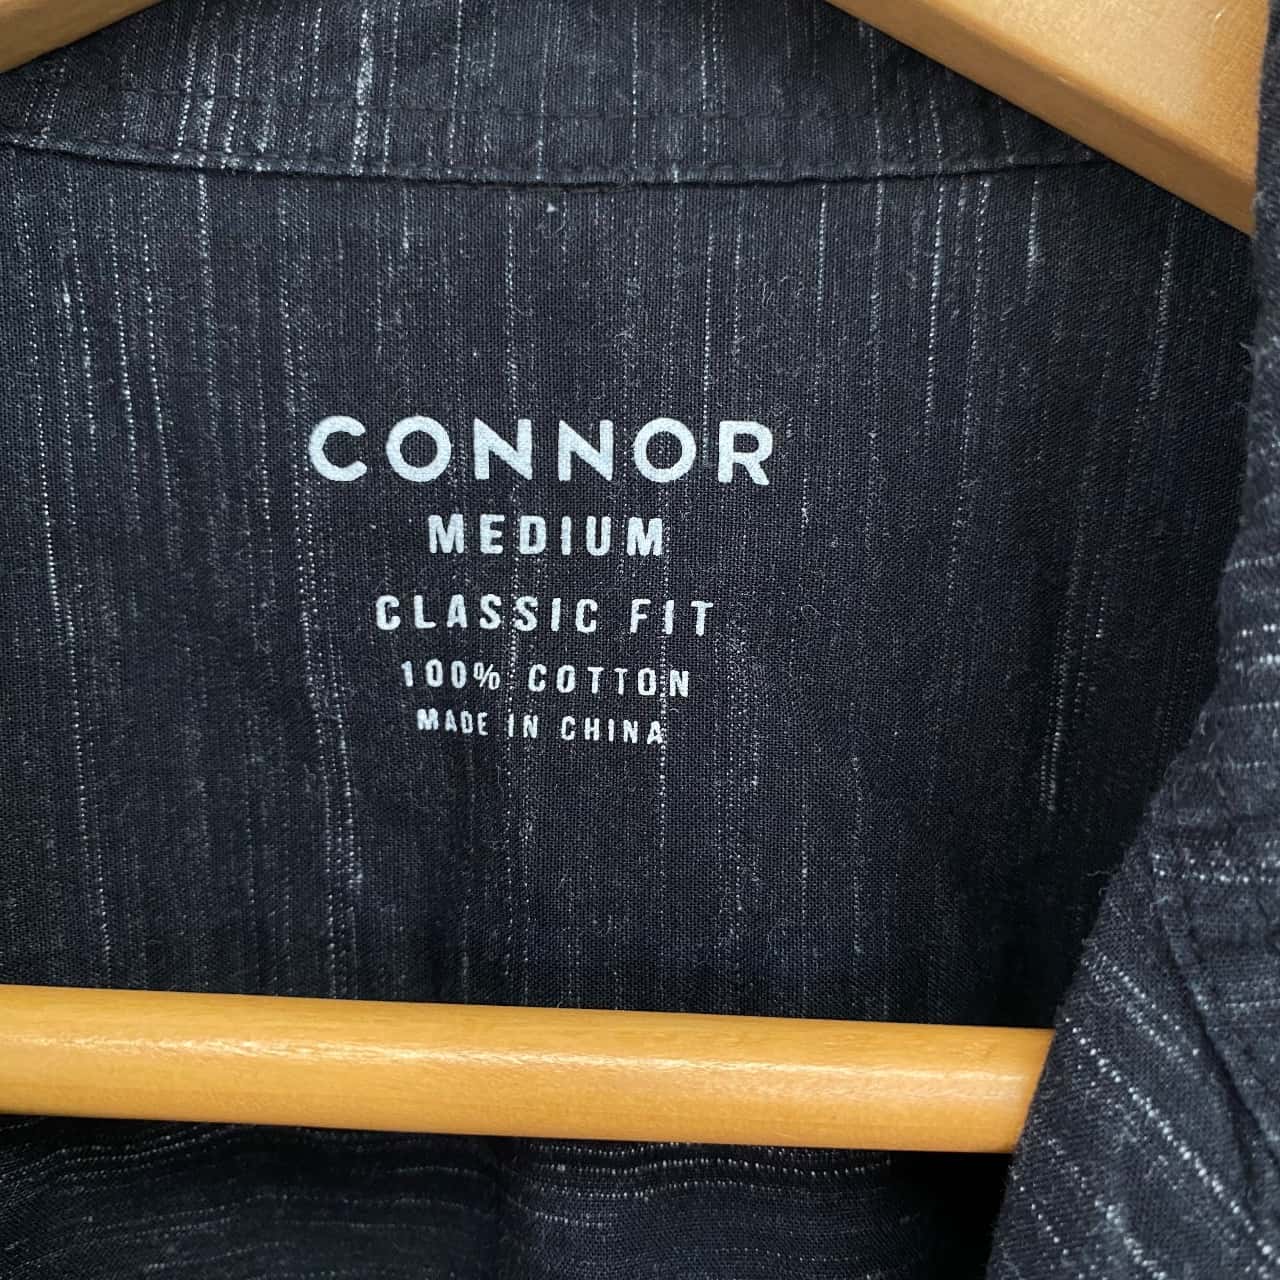 CONNOR
MEDIUM
CLASSIC FIT
100% COTTON
MADE IN CHINA